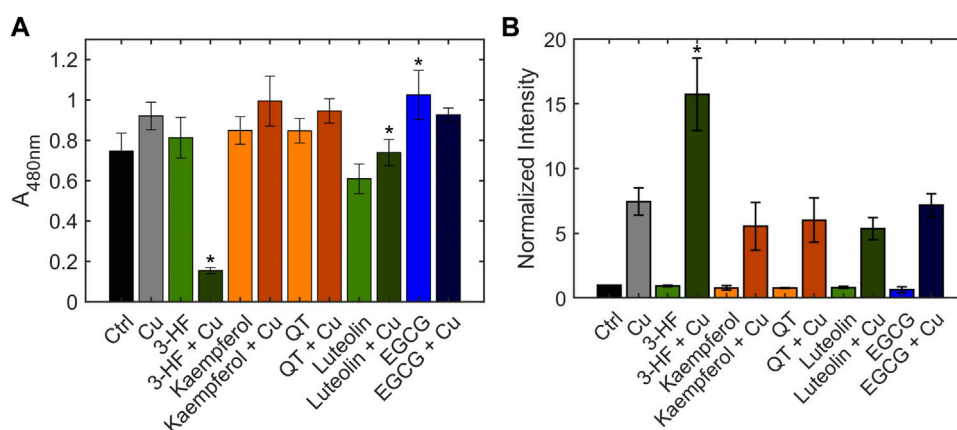 A
A480nm
1.2
1
0.8
0.6
0.4
0.2
0
*
*
*
Ctrl
Cu
3-HF
3-HF + Cu
Kaempferol
Kaempferol + Cu
QT
QT + Cu
Luteolin
Luteolin + Cu
EGCG
EGCG + Cu
B
Normalized Intensity
20
15
10
5
0
*
Ctrl
Cu
3-HF
3-HF + Cu
Kaempferol
Kaempferol + Cu
QT
QT + Cu
Luteolin
Luteolin + Cu
EGCG
EGCG + Cu